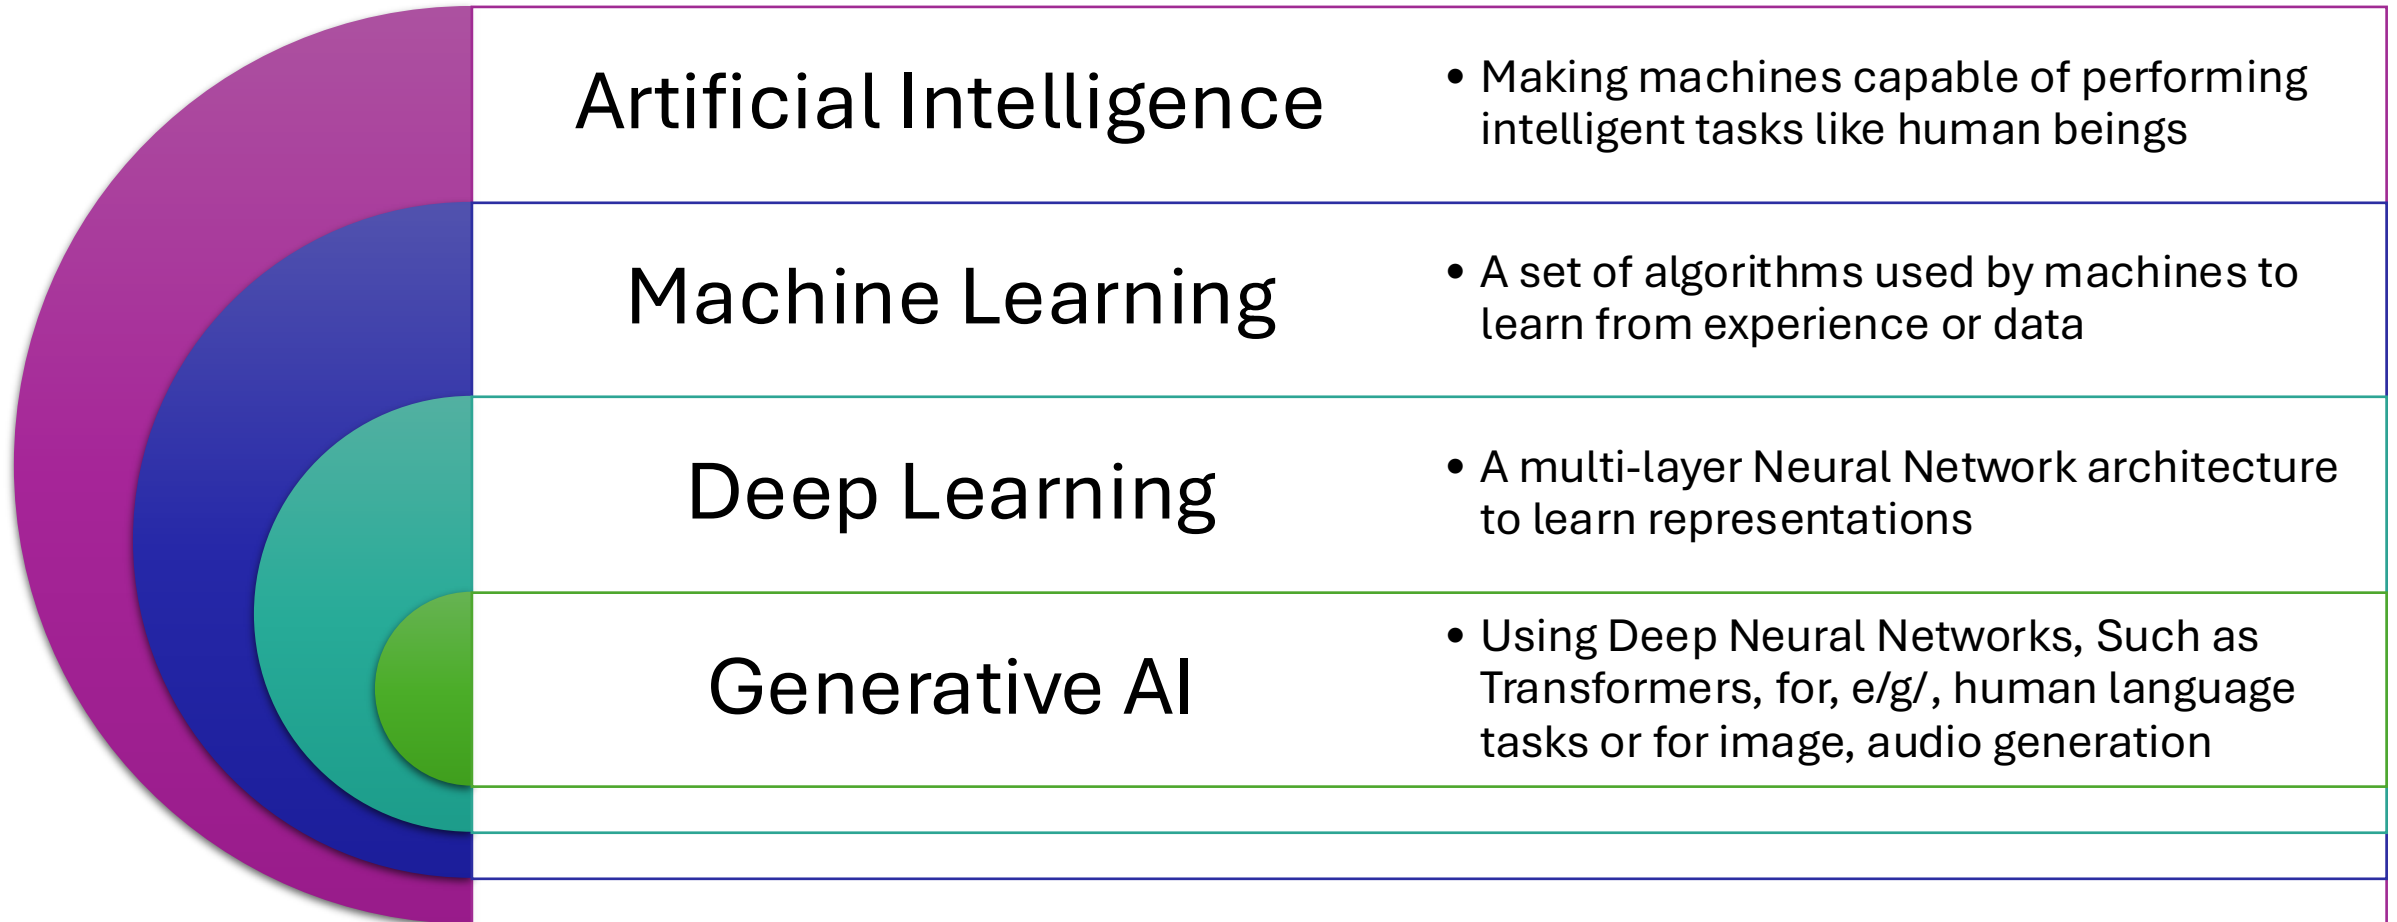 Artificial Intelligence
• Making machines capable of performing
intelligent tasks like human beings
Machine Learning
• A set of algorithms used by machines to
learn from experience or data
Deep Learning
• A multi-layer Neural Network architecture
to learn representations
Generative AI
• Using Deep Neural Networks, Such as
Transformers, for, e/g/, human language
tasks or for image, audio generation